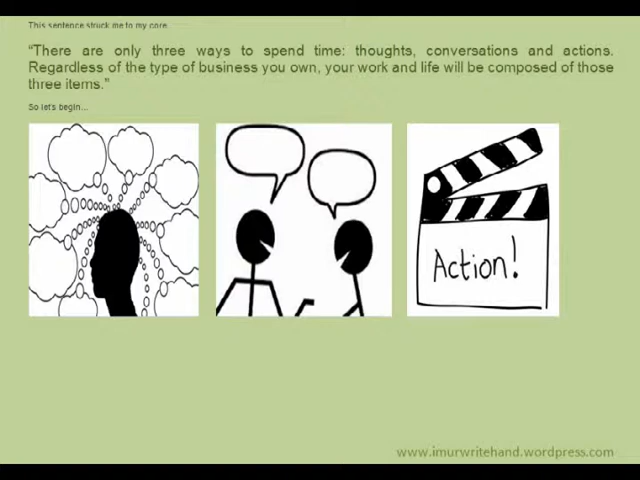 This sentence struck me to my core...
"There are only three ways to spend time: thoughts, conversations and actions.
Regardless of the type of business you own, your work and life will be composed of those
three items."
So let's begin...
Action!
www.imurwritehand.wordpress.com